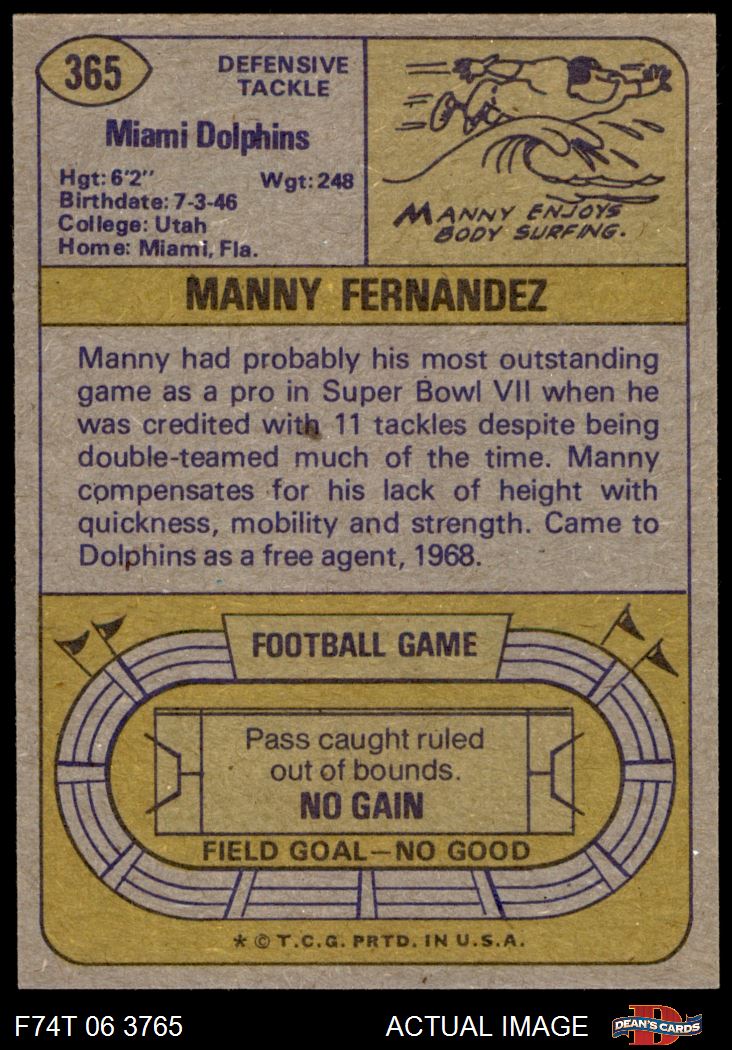 365
DEFENSIVE
TACKLE
Miami Dolphins
Hgt: 6'2" Wgt: 248
Birthdate: 7-3-46
College: Utah
Home: Miami, Fla.
MANNY ENJOYS
BODY SURFING.
MANNY FERNANDEZ
Manny had probably his most outstanding
game as a pro in Super Bowl VII when he
was credited with 11 tackles despite being
double-teamed much of the time. Manny
compensates for his lack of height with
quickness, mobility and strength. Came to
Dolphins as a free agent, 1968.
FOOTBALL GAME
Pass caught ruled
out of bounds.
NO GAIN
FIELD GOAL—NO GOOD
* © T.C.G. PRTD. IN U.S.A.
F74T 06 3765 ACTUAL IMAGE
D
DEAN'S CARDS